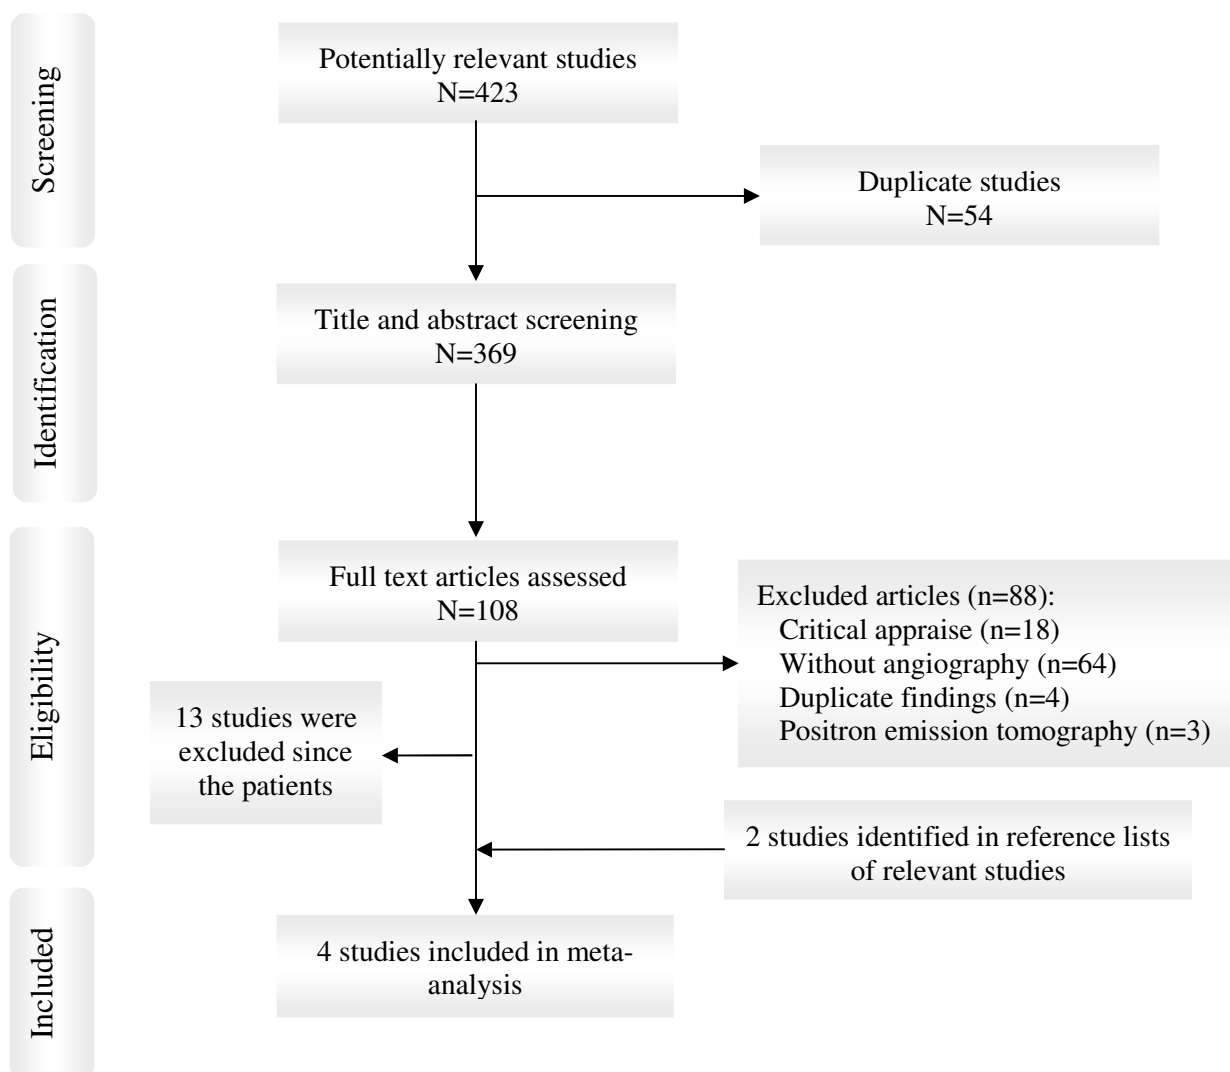 Screening
Potentially relevant studies
N=423
Duplicate studies
N=54
Identification
Title and abstract screening
N=369
Eligibility
Full text articles assessed
N=108
Excluded articles (n=88):
Critical appraise (n=18)
Without angiography (n=64)
Duplicate findings (n=4)
Positron emission tomography (n=3)
13 studies were
excluded since
the patients
2 studies identified in reference lists
of relevant studies
Included
4 studies included in meta-
analysis